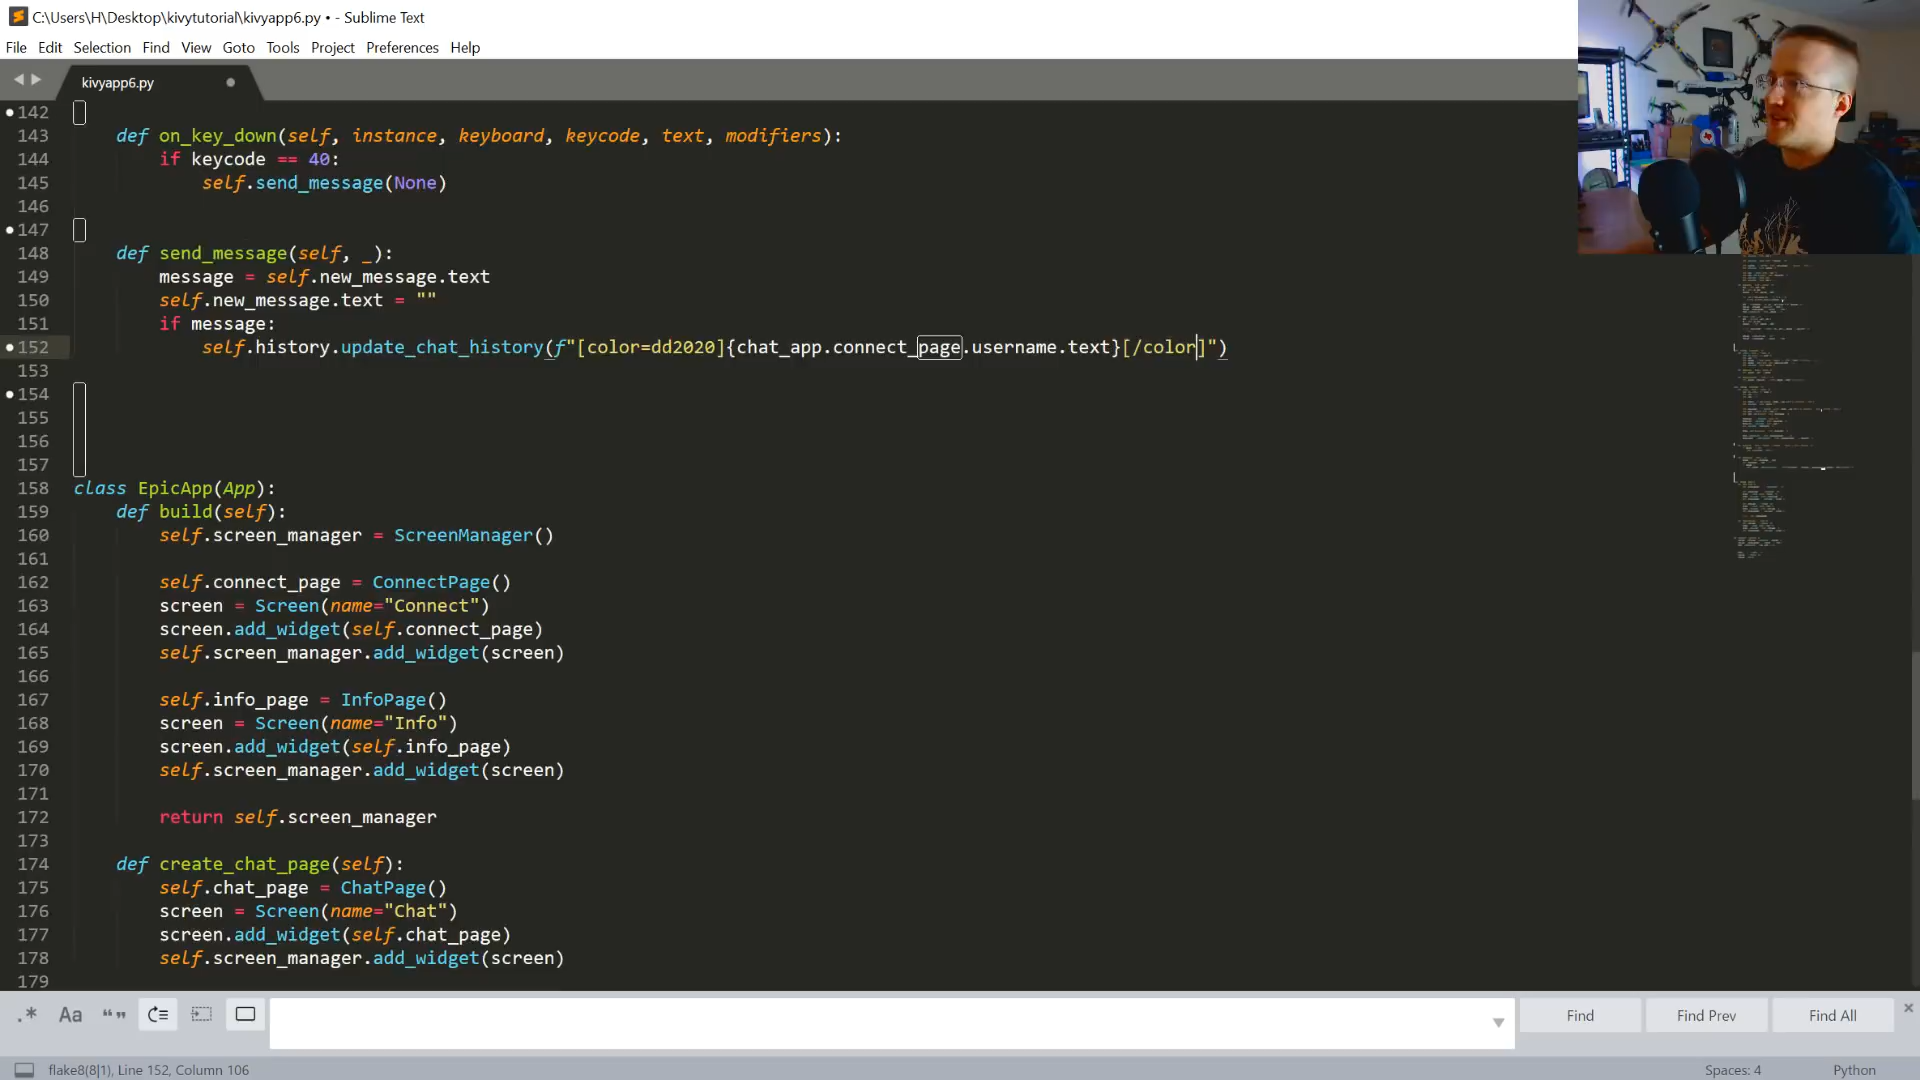 C:\Users\H\Desktop\kivytutorial\kivyapp6.py • - Sublime Text
File Edit Selection Find View Goto Tools Project Preferences Help
kivyapp6.py
142
143 def on_key_down(self, instance, keyboard, keycode, text, modifiers):
144 if keycode == 40:
145 self.send_message(None)
146
147
148 def send_message(self, _):
149 message = self.new_message.text
150 self.new_message.text = ""
151 if message:
152 self.history.update_chat_history(f"[color=dd2020]{chat_app.connect_page.username.text}[/color]")
153
154
155
156
157
158 class EpicApp(App):
159 def build(self):
160 self.screen_manager = ScreenManager()
161
162 self.connect_page = ConnectPage()
163 screen = Screen(name="Connect")
164 screen.add_widget(self.connect_page)
165 self.screen_manager.add_widget(screen)
166
167 self.info_page = InfoPage()
168 screen = Screen(name="Info")
169 screen.add_widget(self.info_page)
170 self.screen_manager.add_widget(screen)
171
172 return self.screen_manager
173
174 def create_chat_page(self):
175 self.chat_page = ChatPage()
176 screen = Screen(name="Chat")
177 screen.add_widget(self.chat_page)
178 self.screen_manager.add_widget(screen)
179
.* Aa “ ” Find Find Prev Find All
flake8(8|1), Line 152, Column 106 Spaces: 4 Python